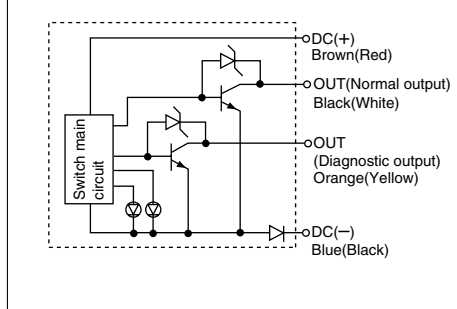 DC(+)
Brown(Red)
OUT(Normal output)
Black(White)
OUT
(Diagnostic output)
Orange(Yellow)
Switch main
circuit
DC(−)
Blue(Black)